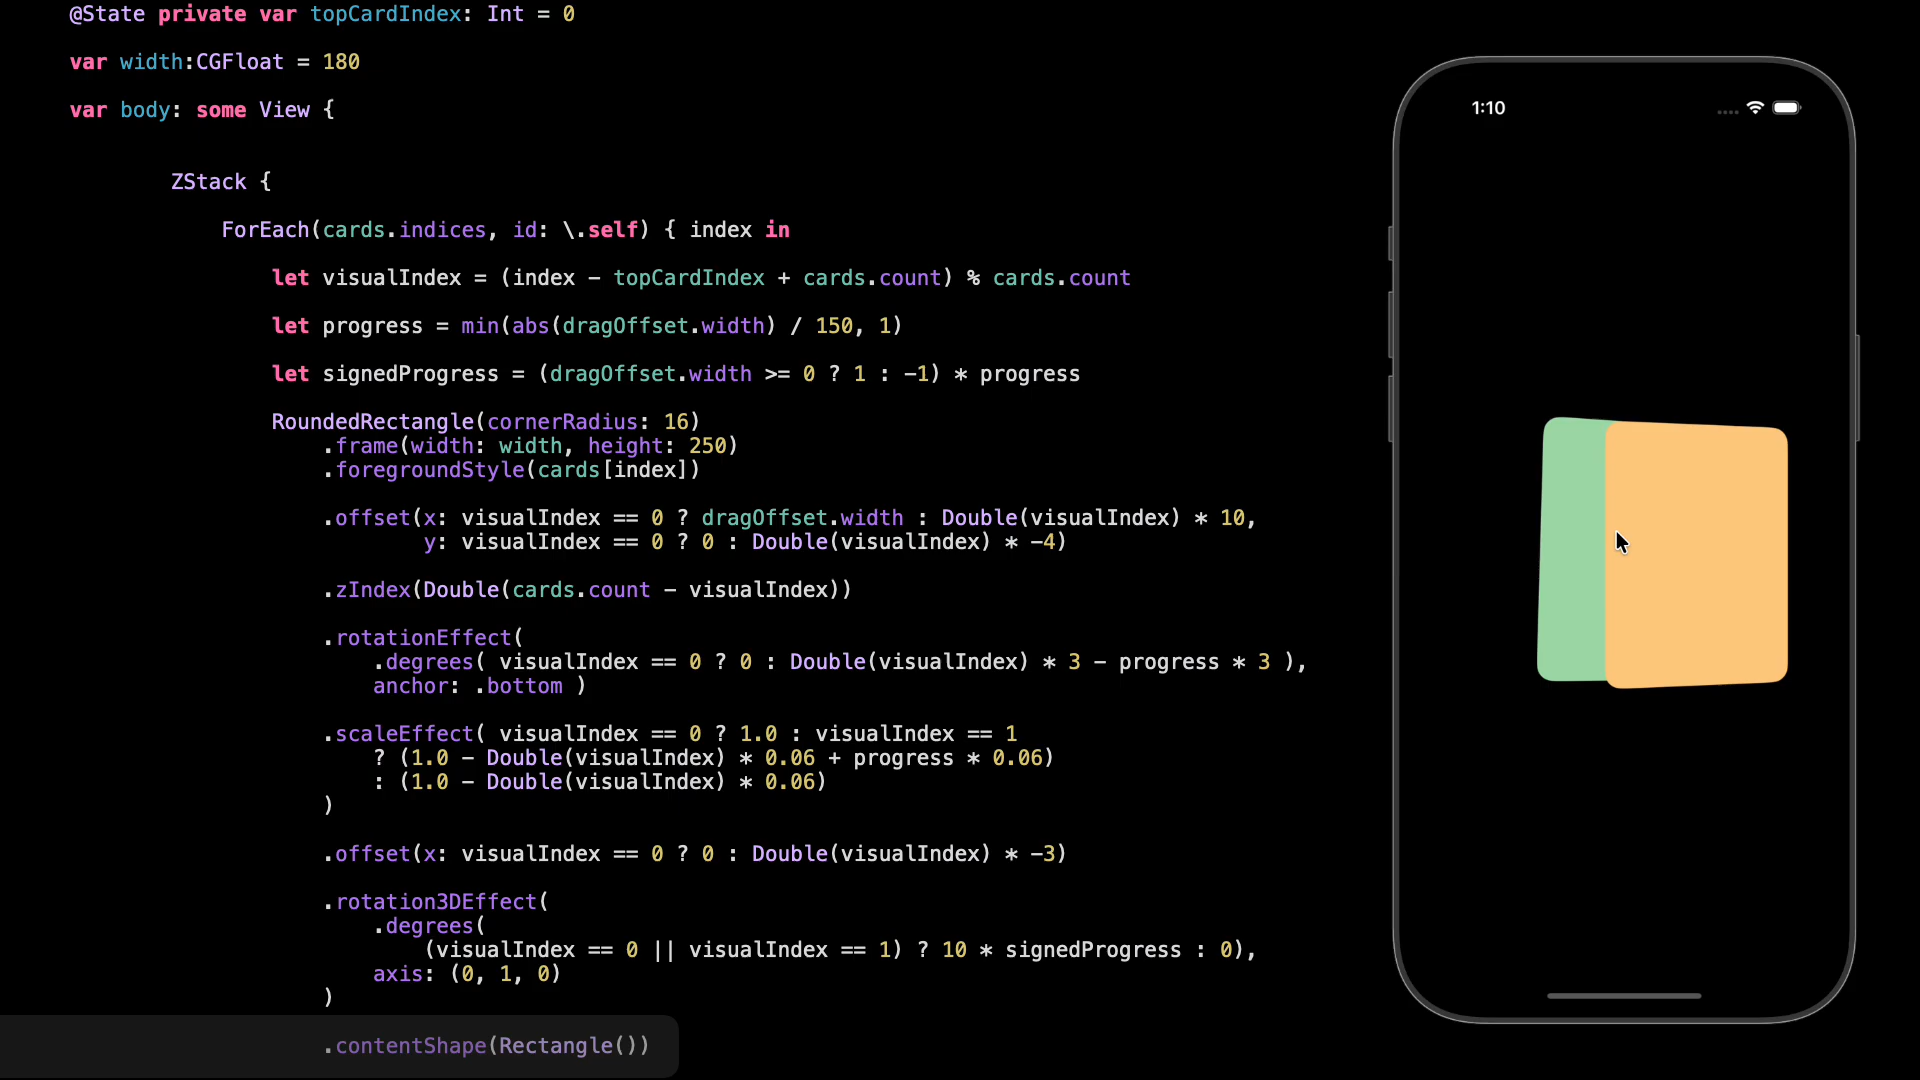 @State private var topCardIndex: Int = 0
var width:CGFloat = 180
var body: some View {
ZStack {
ForEach(cards.indices, id: \.self) { index in
let visualIndex = (index - topCardIndex + cards.count) % cards.count
let progress = min(abs(dragOffset.width) / 150, 1)
let signedProgress = (dragOffset.width >= 0 ? 1 : -1) * progress
RoundedRectangle(cornerRadius: 16)
.frame(width: width, height: 250)
.foregroundStyle(cards[index])
.offset(x: visualIndex == 0 ? dragOffset.width : Double(visualIndex) * 10,
y: visualIndex == 0 ? 0 : Double(visualIndex) * -4)
.zIndex(Double(cards.count - visualIndex))
.rotationEffect(
.degrees( visualIndex == 0 ? 0 : Double(visualIndex) * 3 - progress * 3 ),
anchor: .bottom )
.scaleEffect( visualIndex == 0 ? 1.0 : visualIndex == 1
? (1.0 - Double(visualIndex) * 0.06 + progress * 0.06)
: (1.0 - Double(visualIndex) * 0.06)
)
.offset(x: visualIndex == 0 ? 0 : Double(visualIndex) * -3)
.rotation3DEffect(
.degrees(
(visualIndex == 0 || visualIndex == 1) ? 10 * signedProgress : 0),
axis: (0, 1, 0)
)
.contentShape(Rectangle())
1:10